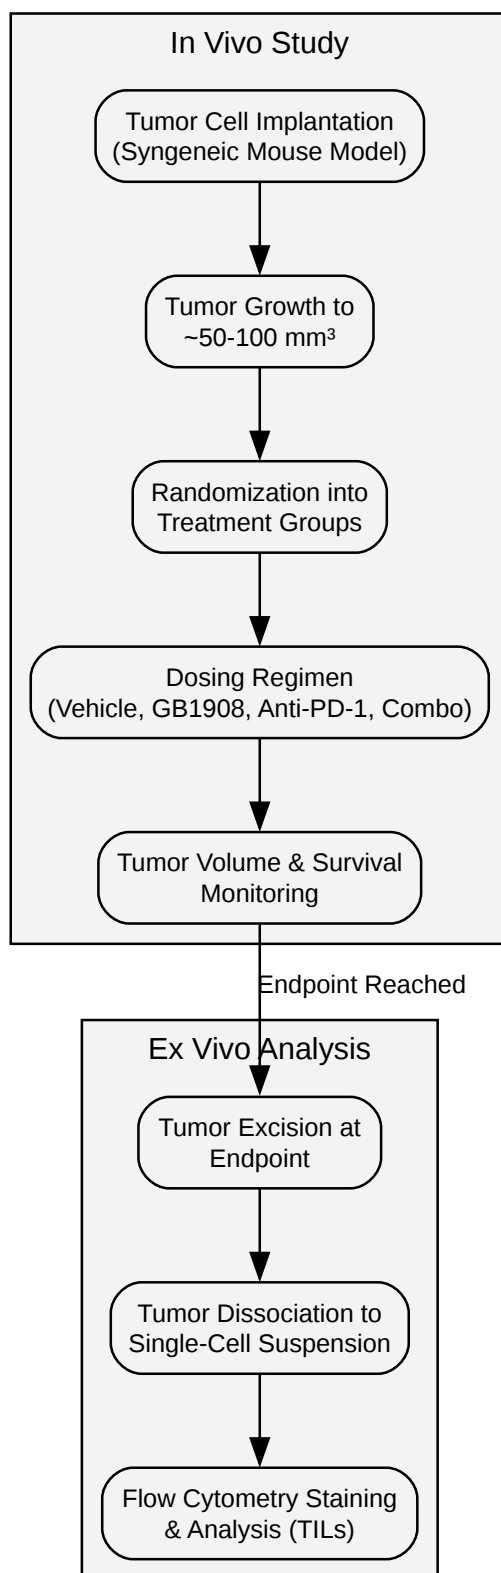 In Vivo Study
Tumor Cell Implantation
(Syngeneic Mouse Model)
Tumor Growth to
~50-100 mm³
Randomization into
Treatment Groups
Dosing Regimen
(Vehicle, GB1908, Anti-PD-1, Combo)
Tumor Volume & Survival
Monitoring
Endpoint Reached
Ex Vivo Analysis
Tumor Excision at
Endpoint
Tumor Dissociation to
Single-Cell Suspension
Flow Cytometry Staining
& Analysis (TILs)